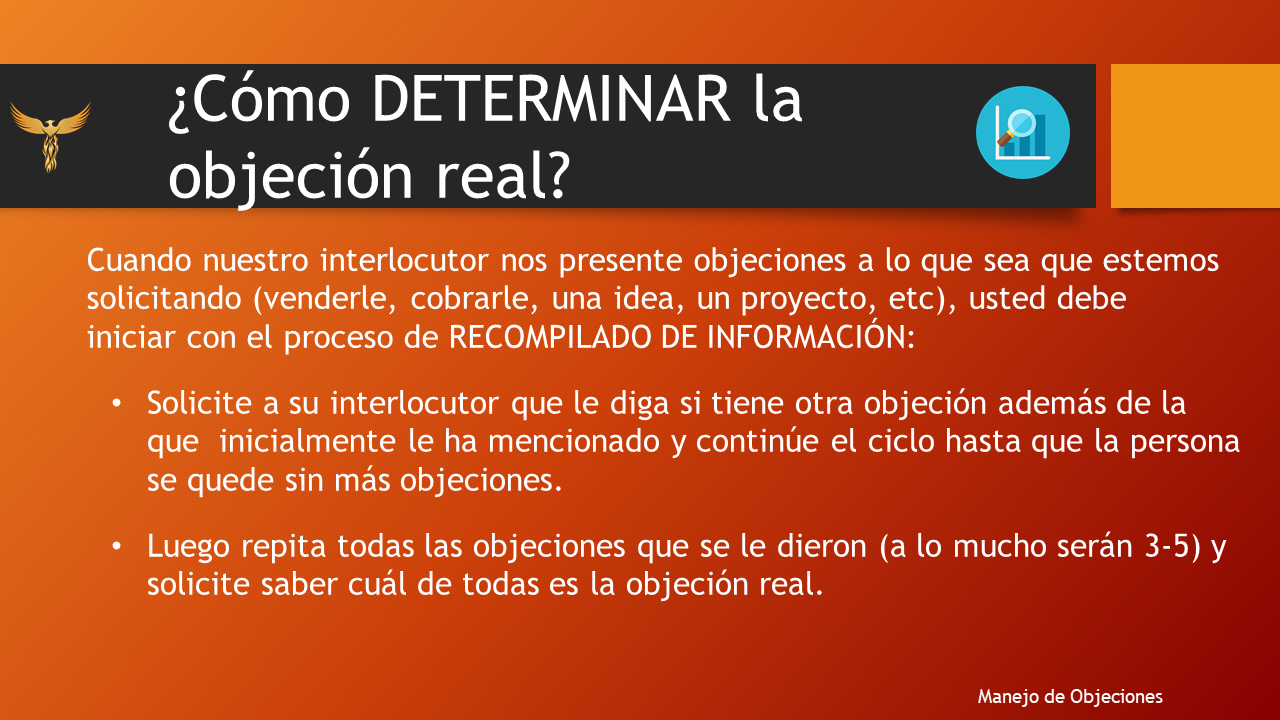 ¿Cómo DETERMINAR la
objeción real?
Cuando nuestro interlocutor nos presente objeciones a lo que sea que estemos
solicitando (venderle, cobrarle, una idea, un proyecto, etc), usted debe
iniciar con el proceso de RECOMPILADO DE INFORMACIÓN:
• Solicite a su interlocutor que le diga si tiene otra objeción además de la
que  inicialmente le ha mencionado y continúe el ciclo hasta que la persona
se quede sin más objeciones.
• Luego repita todas las objeciones que se le dieron (a lo mucho serán 3-5) y
solicite saber cuál de todas es la objeción real.
Manejo de Objeciones